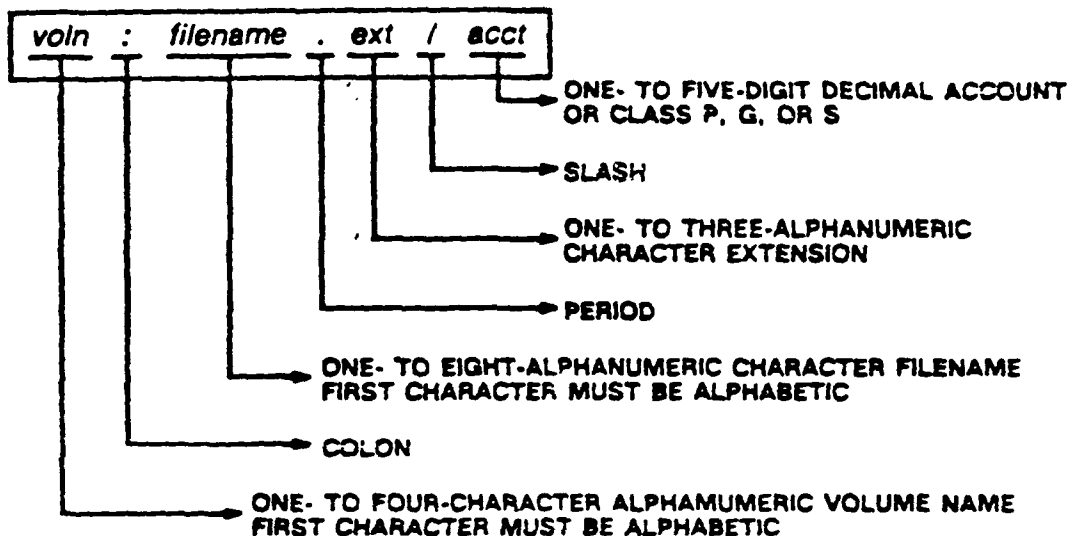 voln : filename . ext / acct
ONE- TO FIVE-DIGIT DECIMAL ACCOUNT
OR CLASS P, G, OR S
SLASH
ONE- TO THREE-ALPHANUMERIC
CHARACTER EXTENSION
PERIOD
ONE- TO EIGHT-ALPHANUMERIC CHARACTER FILENAME
FIRST CHARACTER MUST BE ALPHABETIC
COLON
ONE- TO FOUR-CHARACTER ALPHAMUMERIC VOLUME NAME
FIRST CHARACTER MUST BE ALPHABETIC